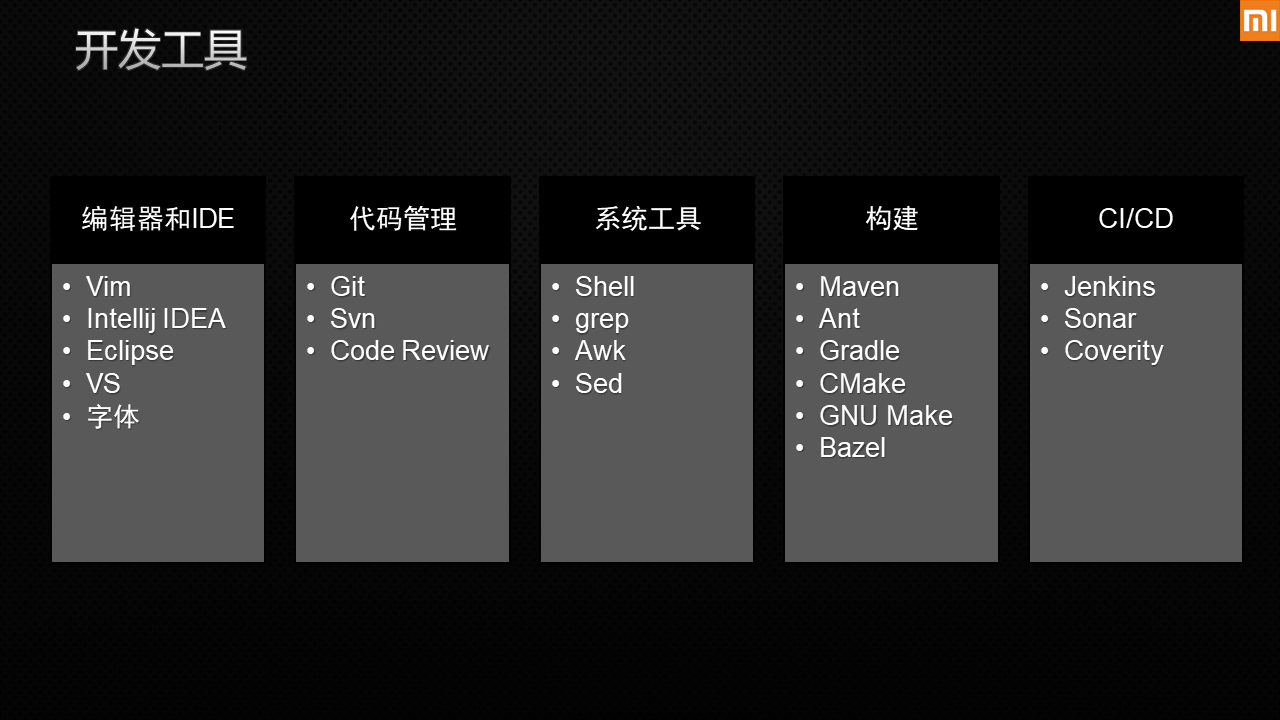 开发工具
MI
编辑器和IDE
• Vim
• Intellij IDEA
• Eclipse
• VS
• 字体
代码管理
• Git
• Svn
• Code Review
系统工具
• Shell
• grep
• Awk
• Sed
构建
• Maven
• Ant
• Gradle
• CMake
• GNU Make
• Bazel
CI/CD
• Jenkins
• Sonar
• Coverity